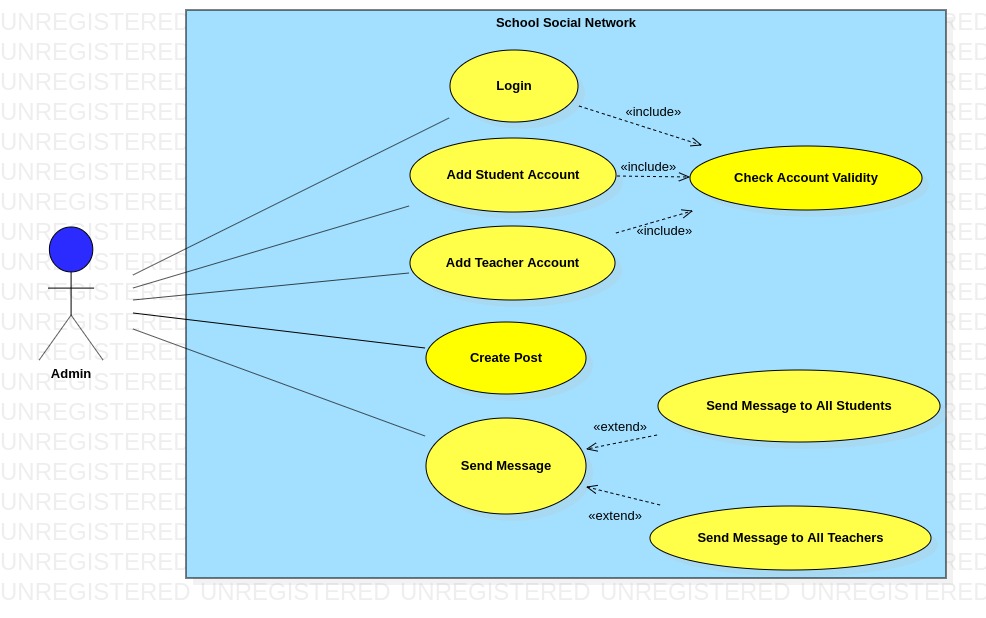 School Social Network
Login
«include»
Add Student Account
«include»
Check Account Validity
Add Teacher Account
«include»
Admin
Create Post
Send Message to All Students
«extend»
Send Message
«extend»
Send Message to All Teachers
UNREGISTERED UNREGISTERED UNREGISTERED UNREGISTERED UNREGISTERED